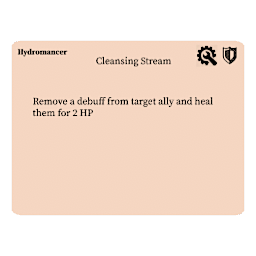 Hydromancer
Cleansing Stream
Remove a debuff from target ally and heal
them for 2 HP